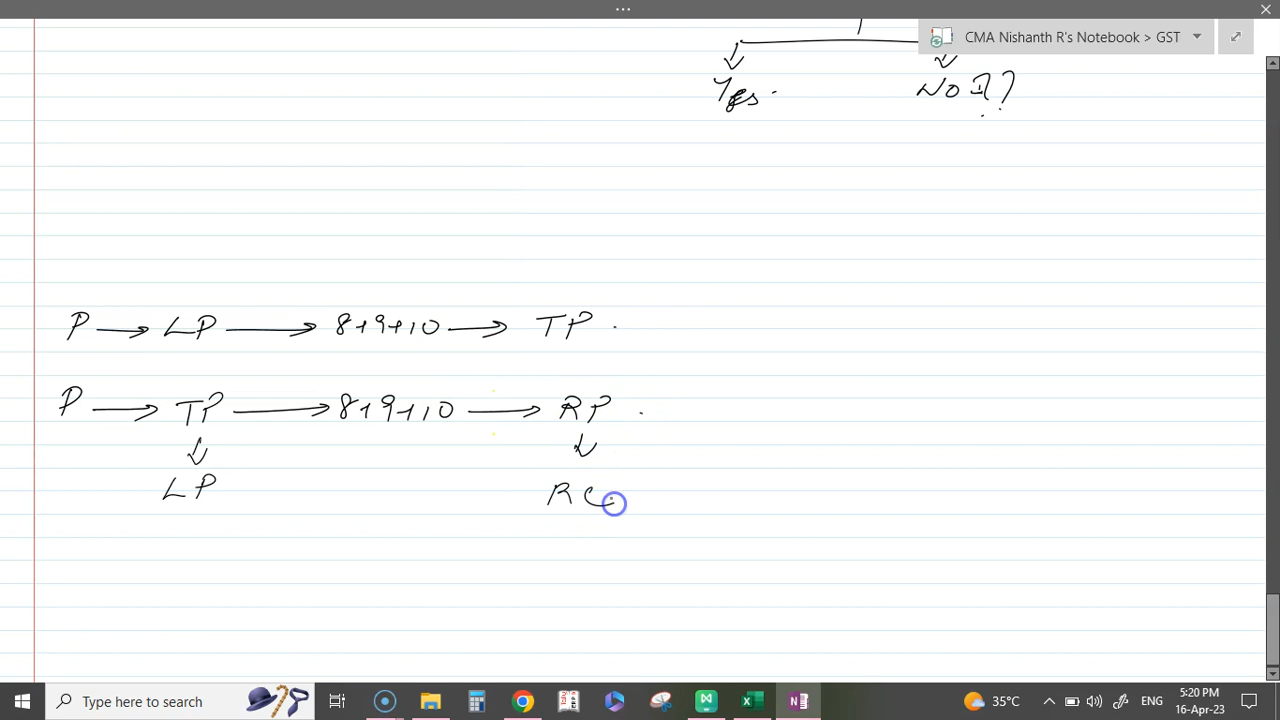 CMA Nishanth R's Notebook > GST
Yes. No ??
P → LP → 8+9+10 → TP.
P → TP → 8+9+10 → RP.
↓ ↓
LP RC
Type here to search
35°C
ENG
5:20 PM
16-Apr-23